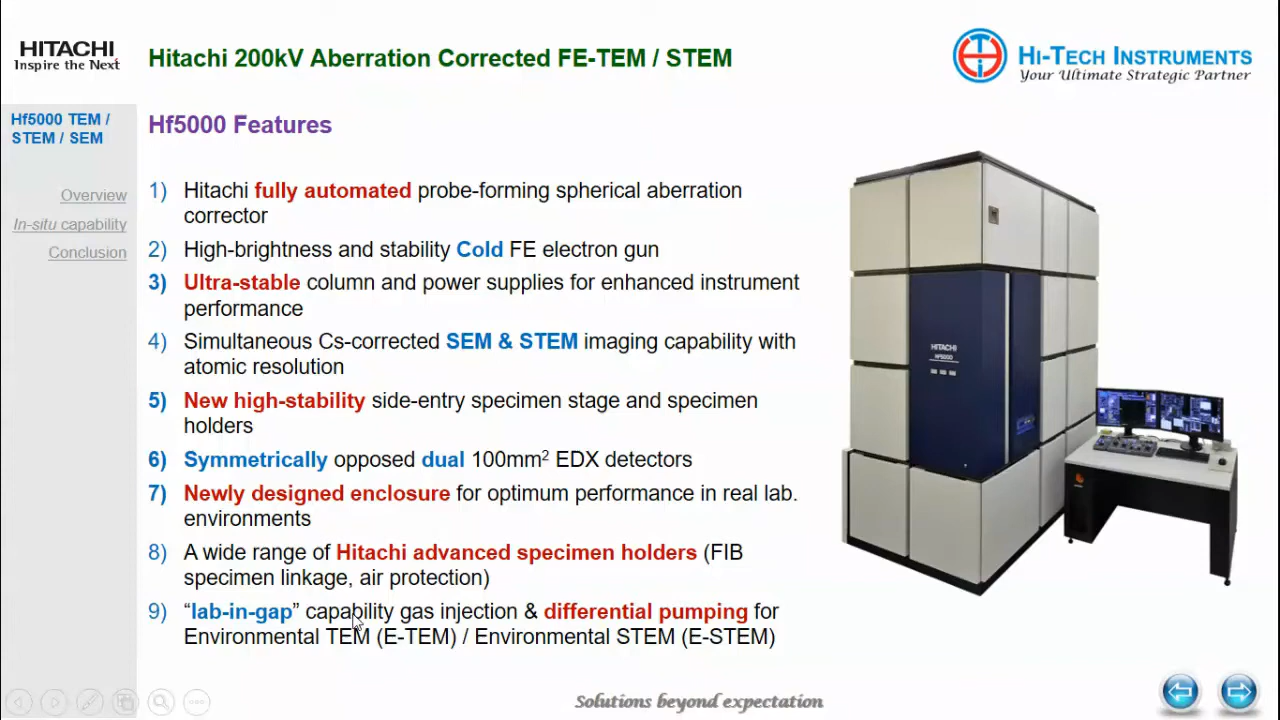 HITACHI
Inspire the Next
Hitachi 200kV Aberration Corrected FE-TEM / STEM
HI-TECH INSTRUMENTS
Your Ultimate Strategic Partner
Hf5000 TEM /
STEM / SEM
Overview
In-situ capability
Conclusion
Hf5000 Features
1) Hitachi fully automated probe-forming spherical aberration
corrector
2) High-brightness and stability Cold FE electron gun
3) Ultra-stable column and power supplies for enhanced instrument
performance
4) Simultaneous Cs-corrected SEM & STEM imaging capability with
atomic resolution
5) New high-stability side-entry specimen stage and specimen
holders
6) Symmetrically opposed dual 100mm² EDX detectors
7) Newly designed enclosure for optimum performance in real lab.
environments
8) A wide range of Hitachi advanced specimen holders (FIB
specimen linkage, air protection)
9) “lab-in-gap” capability gas injection & differential pumping for
Environmental TEM (E-TEM) / Environmental STEM (E-STEM)
HITACHI
HF5000
Solutions beyond expectation